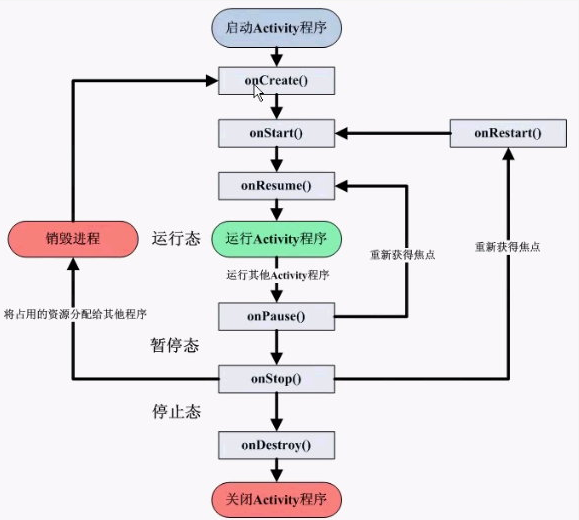 启动Activity程序
onCreate()
onStart()
onRestart()
onResume()
销毁进程
运行态
运行Activity程序
重新获得焦点
重新获得焦点
运行其他Activity程序
将占用的资源分配给其他程序
onPause()
暂停态
onStop()
停止态
onDestroy()
关闭Activity程序